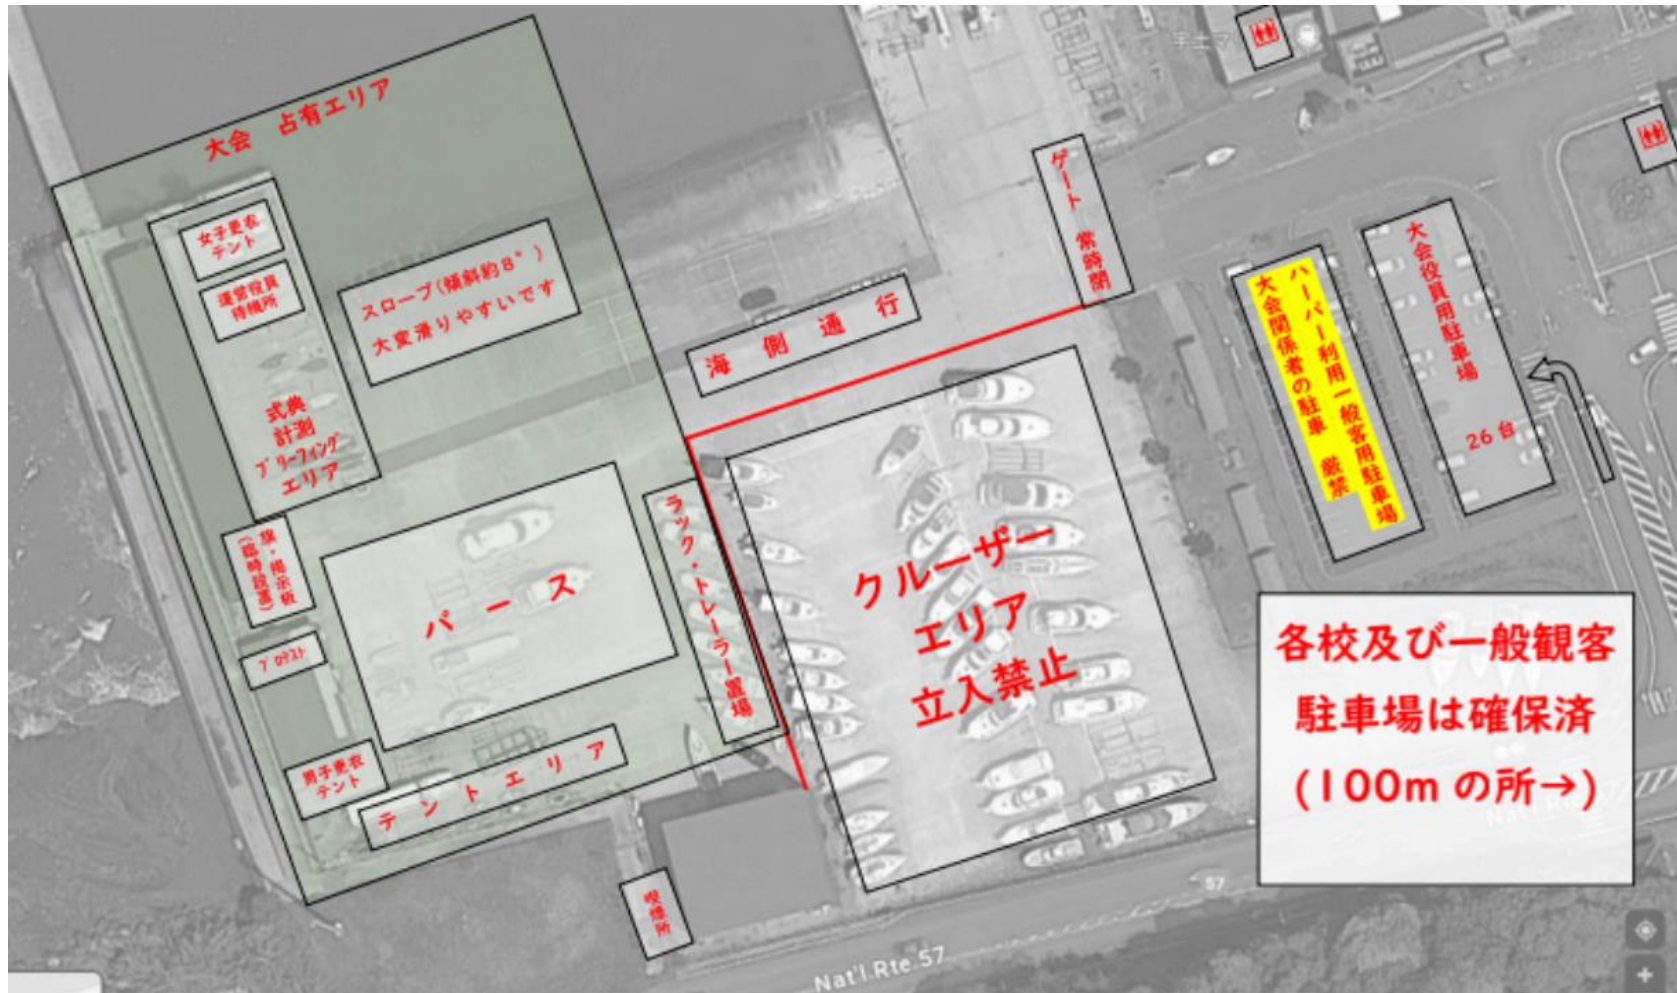 大会 占有エリア
女子更衣
テント
運営役員
待機所
スロープ(傾斜約8°)
大変滑りやすいです
式典
計測
ブリーフィング
エリア
旗・掲示板
(臨時設置)
プロテスト
バース
男子更衣
テント
テントエリア
ラック・トレーラー置場
海側通行
ゲート 常時閉
クルーザー
エリア
立入禁止
喫煙所
ハーバー利用一般客用駐車場
大会関係者の駐車 厳禁
大会役員用駐車場
26台
各校及び一般観客
駐車場は確保済
(100mの所→)
57
Nat'l Rte 57